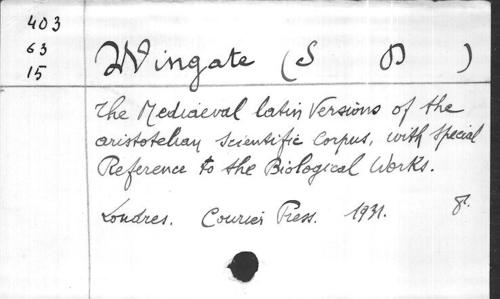 403
63
15
Wingate (S D)
The Mediaeval latin Versions of the
aristotelian scientific Corpus, with special
Reference to the Biological Works.
Londres. Courier Press. 1931. 8º.